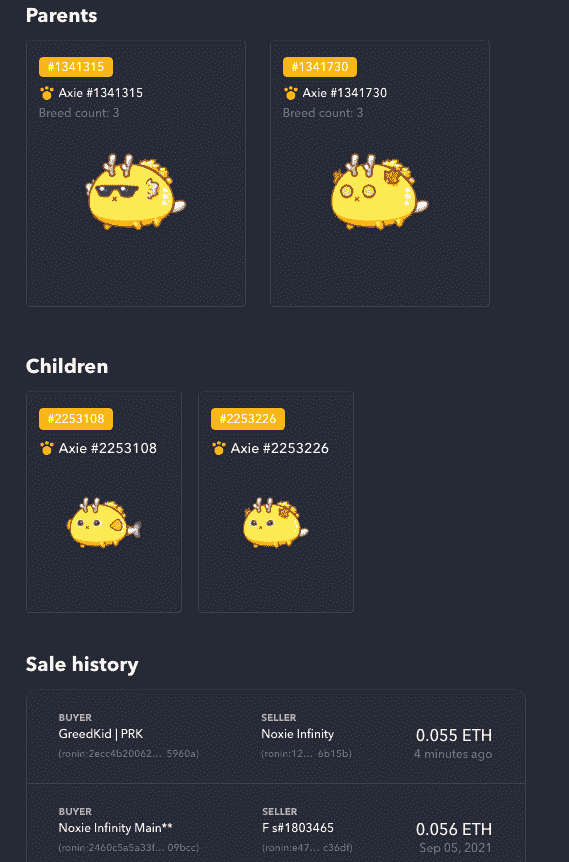 Parents
#1341315
Axie #1341315
Breed count: 3
#1341730
Axie #1341730
Breed count: 3
Children
#2253108
Axie #2253108
#2253226
Axie #2253226
Sale history
BUYER
GreedKid | PRK
(ronin:2ecc4b20062... 5960a)
SELLER
Noxie Infinity
(ronin:12... 6b15b)
0.055 ETH
4 minutes ago
BUYER
Noxie Infinity Main**
(ronin:2460c5a5a33f... 09bcc)
SELLER
F s#1803465
(ronin:e47... c36df)
0.056 ETH
Sep 05, 2021